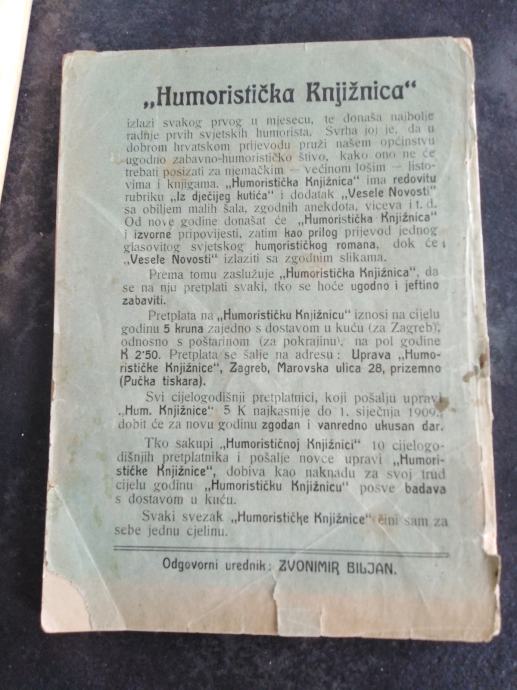 „Humoristička Knjižnica“
izlazi svakog prvog u mjesecu, te donaša najbolje
radnje prvih svjetskih humorista. Svrha joj je, da u
dobrom hrvatskom prijevodu pruži našem općinstvu
ugodno zabavno-humorističko štivo, kako ono ne će
trebati posizati za njemačkim — većinom lošim — listo-
vima i knjigama. „Humoristička Knjižnica“ ima redovitu
rubriku „Iz dječijeg kutića“ i dodatak „Vesele Novosti“
sa obiljem malih šala, zgodnih anekdota, viceva i t. d.
Od nove godine donašat će „Humoristička Knjižnica“
i izvorne pripovijesti, zatim kao prilog prijevod jednog
glasovitog svjetskog humorističkog romana, dok će
„Vesele Novosti“ izlaziti sa zgodnim slikama.
Prema tomu zaslužuje „Humoristička Knjižnica“, da
se na nju pretplati svaki, tko se hoće ugodno i jeftino
zabaviti.
Pretplata na „Humorističku Knjižnicu“ iznosi na cijelu
godinu 5 kruna zajedno s dostavom u kuću (za Zagreb),
odnosno s poštarinom (za pokrajinu), na pol godine
K 2·50. Pretplata se šalje na adresu: Uprava „Humo-
rističke Knjižnice“, Zagreb, Marovska ulica 28, prizemno
(Pučka tiskara).
Svi cijelogodišnji pretplatnici, koji pošalju upravi
„Hum. Knjižnice“ 5 K najkasnije do 1. siječnja 1909.,
dobit će za novu godinu zgodan i vanredno ukusan dar.
Tko sakupi „Humorističnoj Knjižnici“ 10 cijelogo-
dišnjih pretplatnika i pošalje novce upravi „Humori-
stičke Knjižnice“, dobiva kao naknadu za svoj trud
cijelu godinu „Humorističku Knjižnicu“ posve badava
s dostavom u kuću.
Svaki svezak „Humorističke Knjižnice“ čini sam za
sebe jednu cjelinu.
Odgovorni urednik: ZVONIMIR BILJAN.